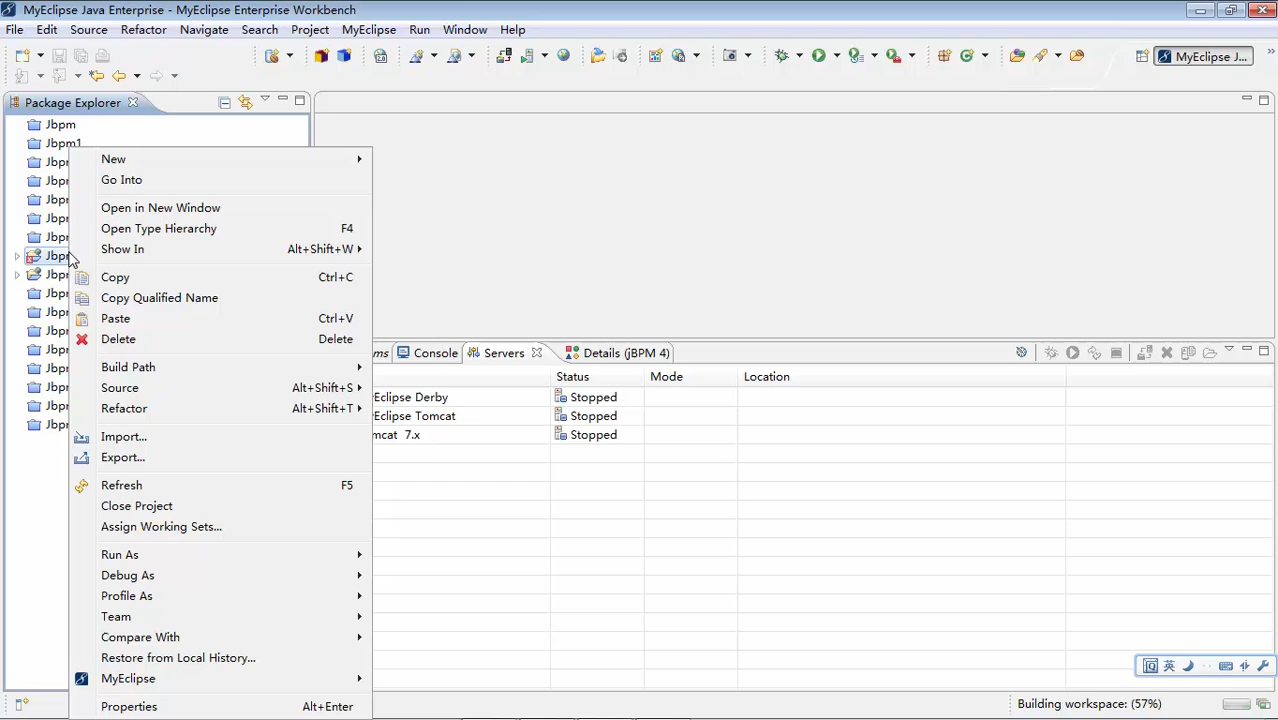 MyEclipse Java Enterprise - MyEclipse Enterprise Workbench
File Edit Source Refactor Navigate Search Project MyEclipse Run Window Help
MyEclipse J...
Package Explorer
Jbpm
Jbpm1
New
Go Into
Open in New Window
Open Type Hierarchy F4
Show In Alt+Shift+W
Copy Ctrl+C
Copy Qualified Name
Paste Ctrl+V
Delete Delete
Build Path
Source Alt+Shift+S
Refactor Alt+Shift+T
Import...
Export...
Refresh F5
Close Project
Assign Working Sets...
Run As
Debug As
Profile As
Team
Compare With
Restore from Local History...
MyEclipse
Properties Alt+Enter
Console Servers Details (jBPM 4)
Status Mode Location
Eclipse Derby Stopped
Eclipse Tomcat Stopped
mcat 7.x Stopped
英
Building workspace: (57%)